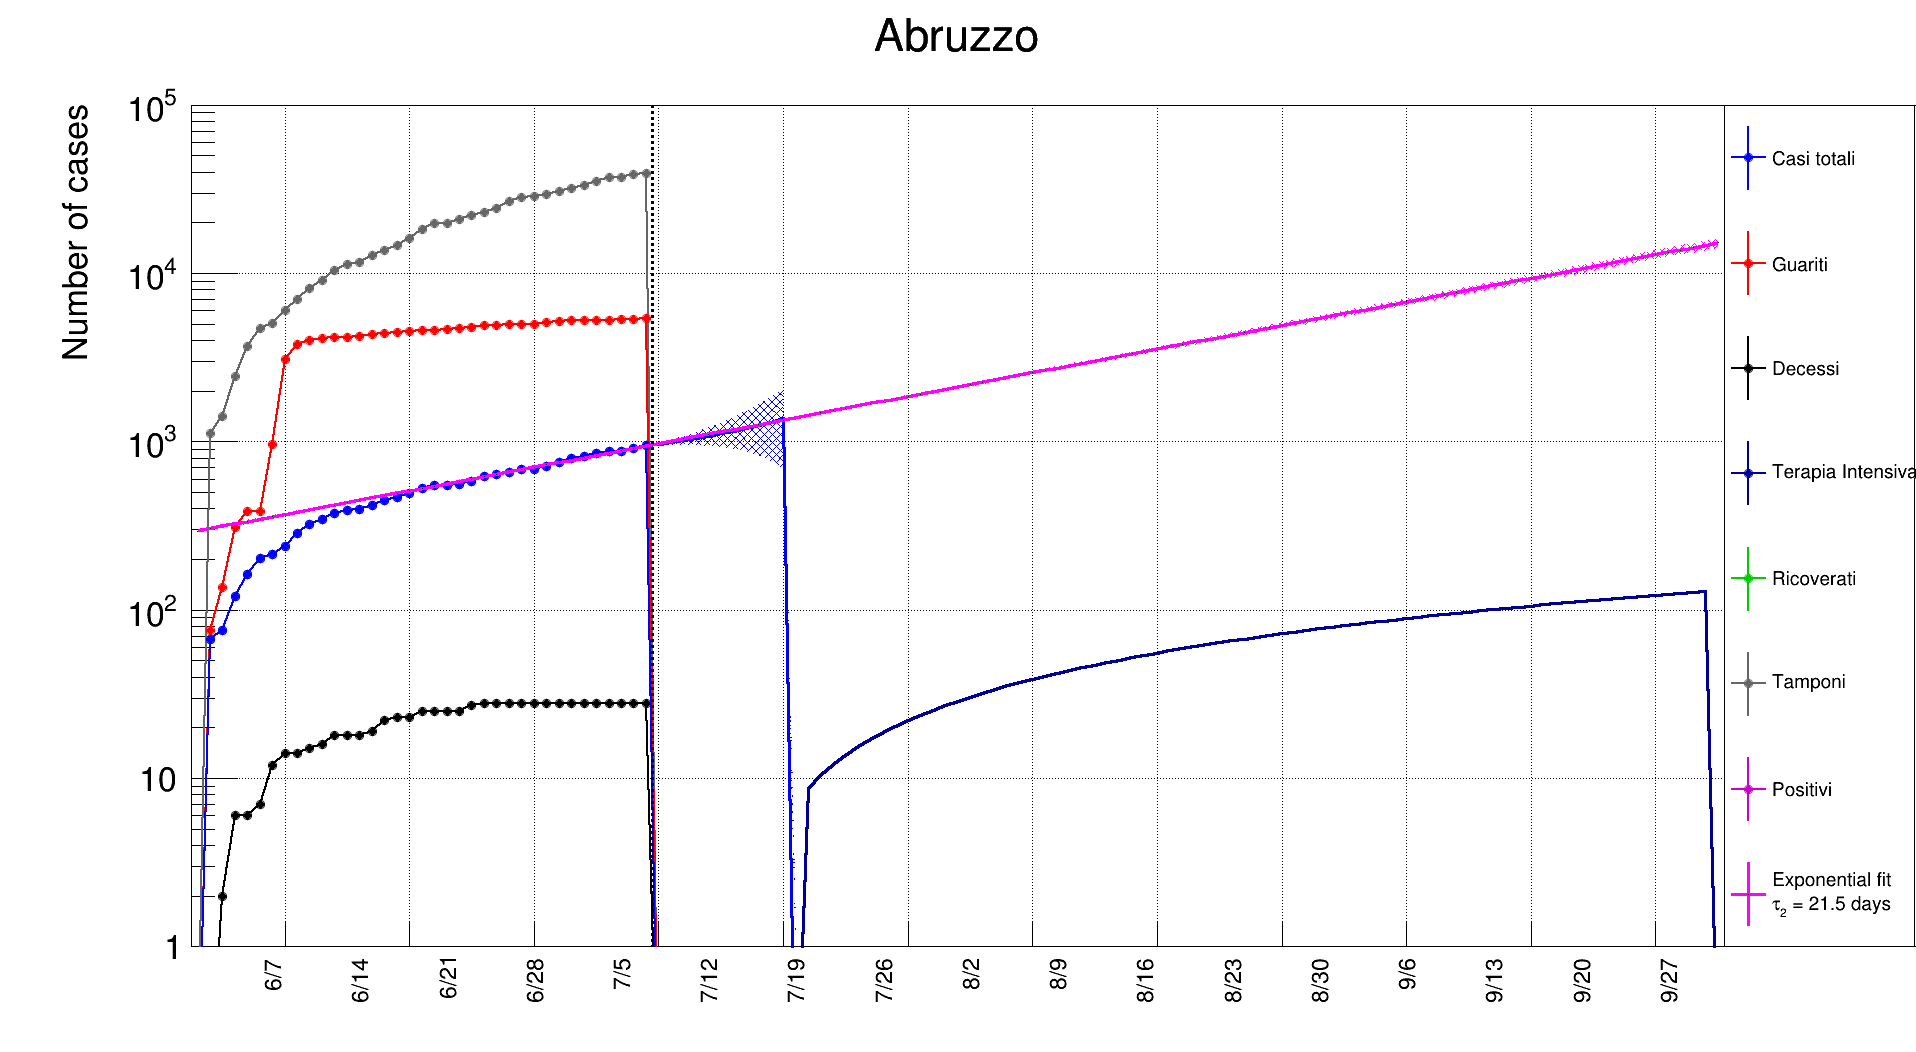 Abruzzo
Number of cases
10^5
10^4
10^3
10^2
10
1
6/7
6/14
6/21
6/28
7/5
7/12
7/19
7/26
8/2
8/9
8/16
8/23
8/30
9/6
9/13
9/20
9/27
Casi totali
Guariti
Decessi
Terapia Intensiva
Ricoverati
Tamponi
Positivi
Exponential fit
τ₂ = 21.5 days